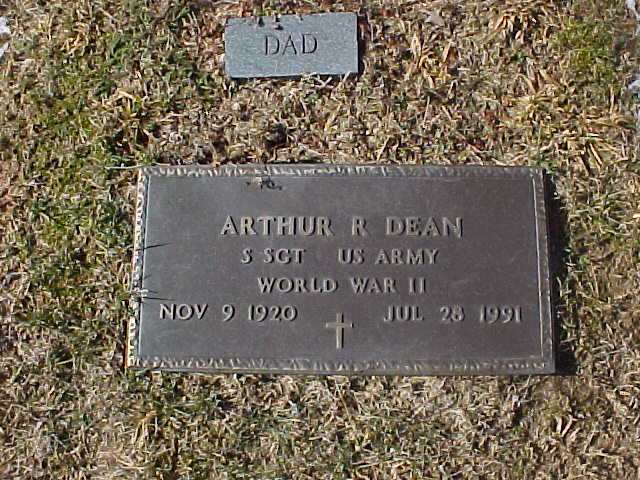 DAD
ARTHUR R DEAN
S SGT US ARMY
WORLD WAR II
NOV 9 1920 JUL 28 1991